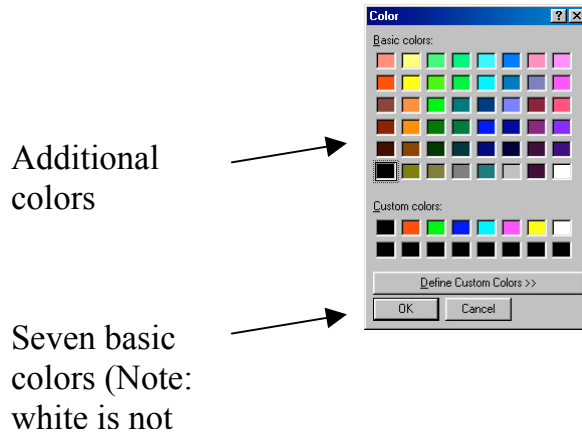 Color
Basic colors:
Additional
colors
Custom colors:
Define Custom Colors >>
OK Cancel
Seven basic
colors (Note:
white is not